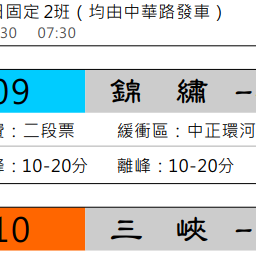 日固定 2班（均由中華路發車）
:30 07:30
09 錦 繡 -
費：二段票 緩衝區：中正環河
峰：10-20分 離峰：10-20分
10 三 峽 -